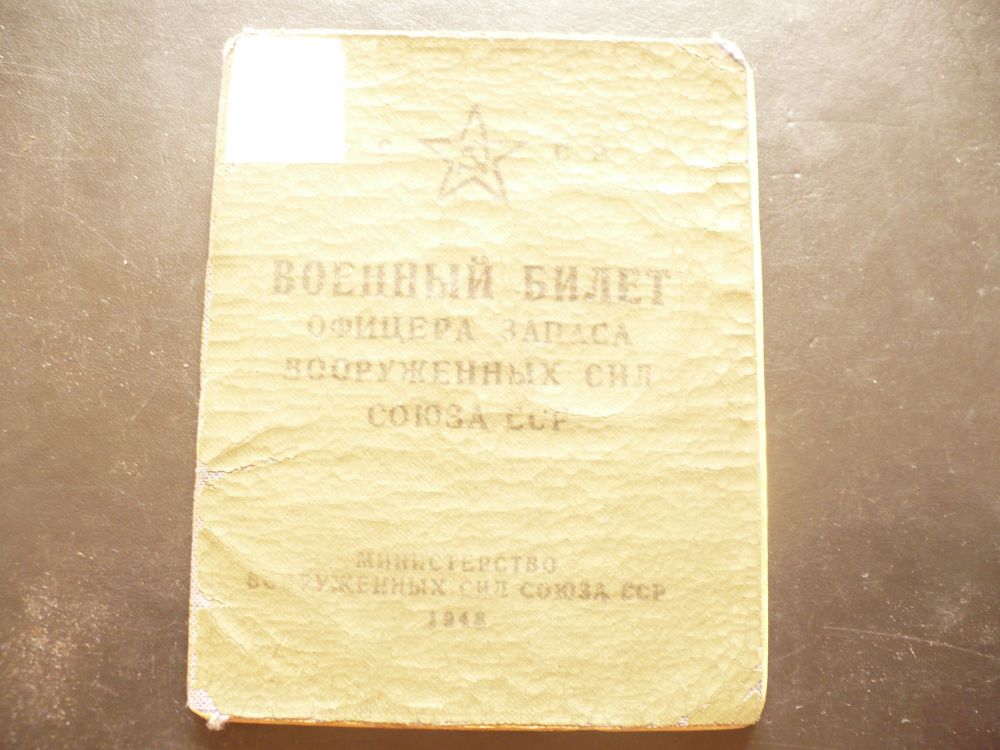 ВОЕННЫЙ БИЛЕТ
ОФИЦЕРА ЗАПАСА
ВООРУЖЕННЫХ СИЛ
СОЮЗА ССР
МИНИСТЕРСТВО
ВООРУЖЕННЫХ СИЛ СОЮЗА ССР
1948